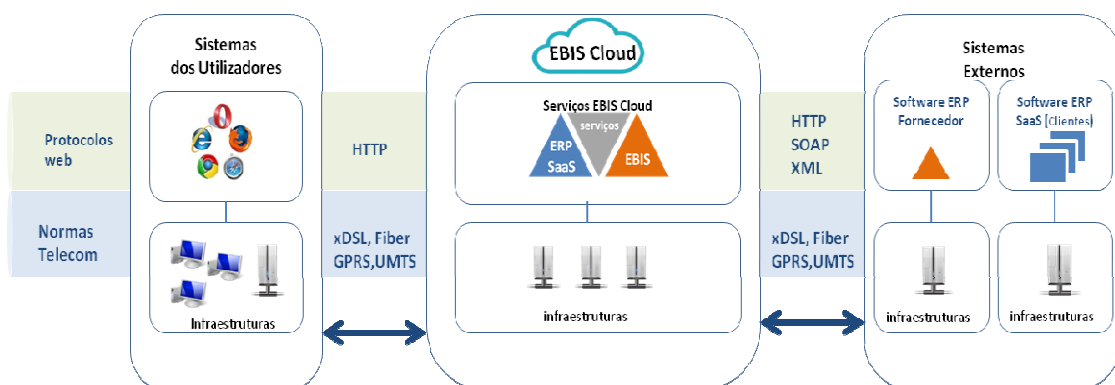 Sistemas
dos Utilizadores
EBIS Cloud
Sistemas
Externos
Protocolos
web
HTTP
Serviços EBIS Cloud
serviços
ERP
SaaS
EBIS
HTTP
SOAP
XML
Software ERP
Fornecedor
Software ERP
SaaS (Clientes)
Normas
Telecom
Infraestruturas
xDSL, Fiber
GPRS,UMTS
infraestruturas
xDSL, Fiber
GPRS,UMTS
infraestruturas
infraestruturas